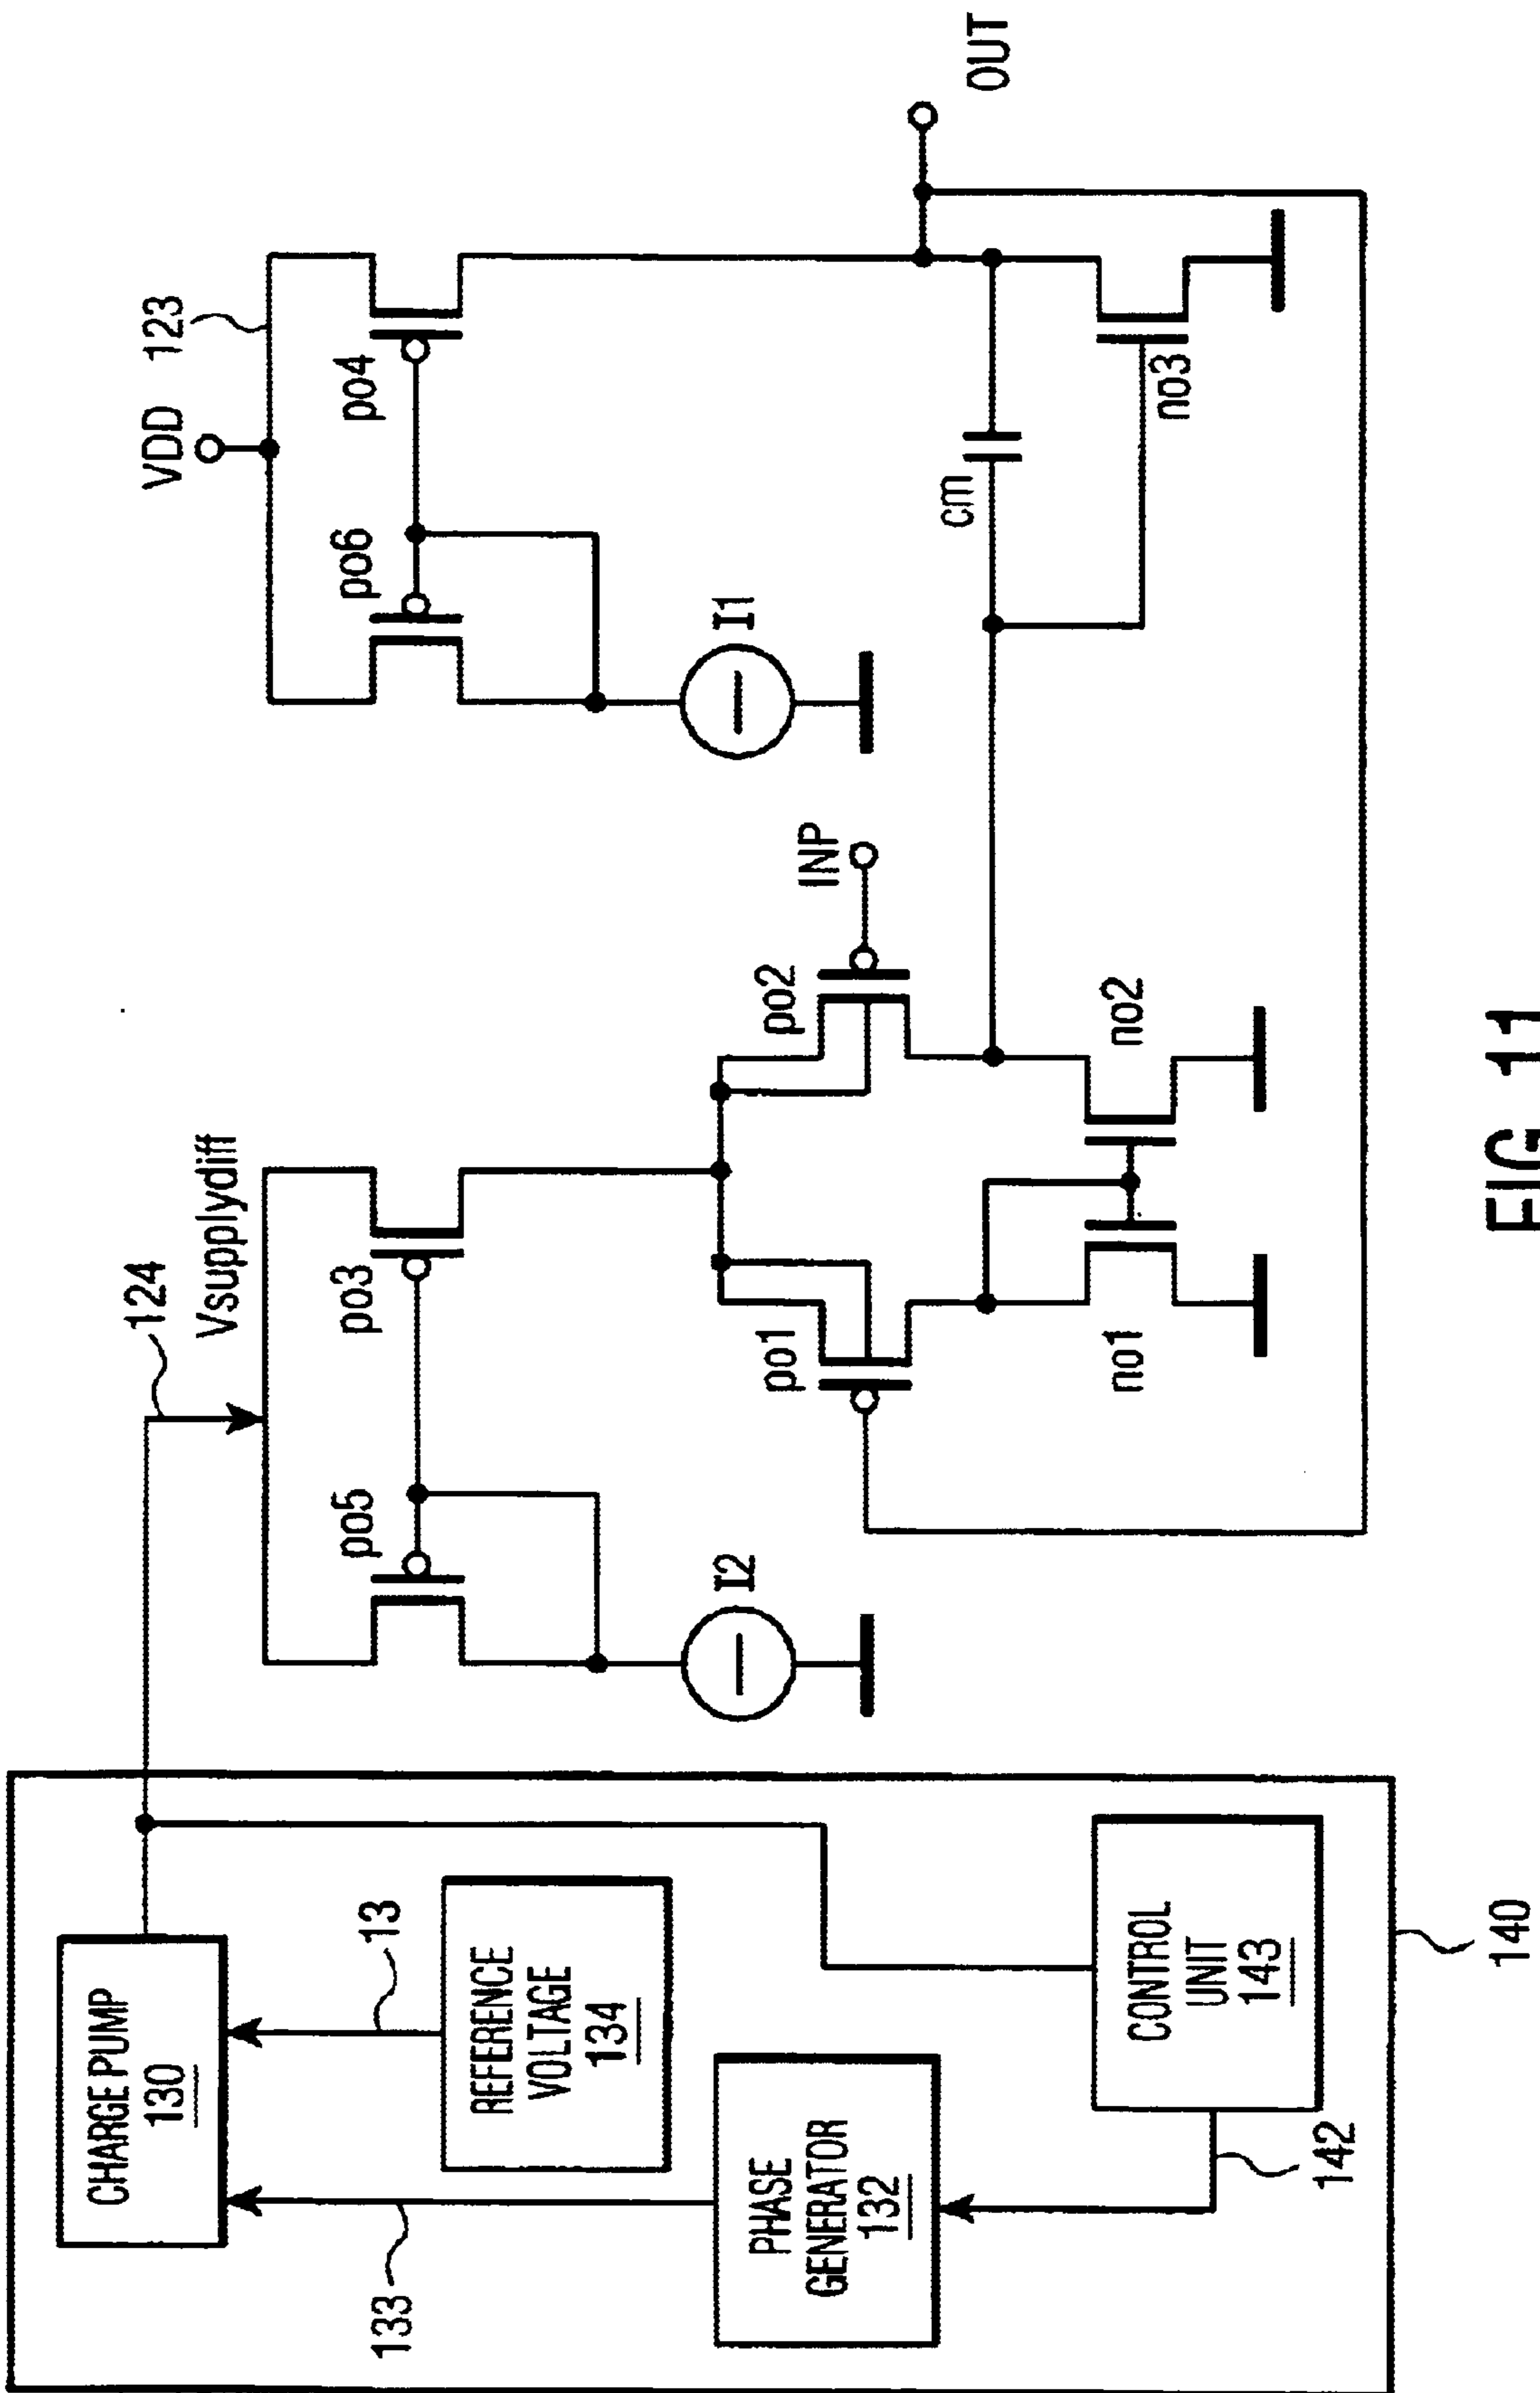 CHARGE PUMP
130
133
13
REFERENCE
VOLTAGE
134
PHASE
GENERATOR
132
CONTROL
UNIT
143
142
140
124
Vsupplydiff
po5
po3
I2
po1
po2
INP
no1
no2
VDD
123
po6
po4
I1
cm
no3
OUT
FIG 11